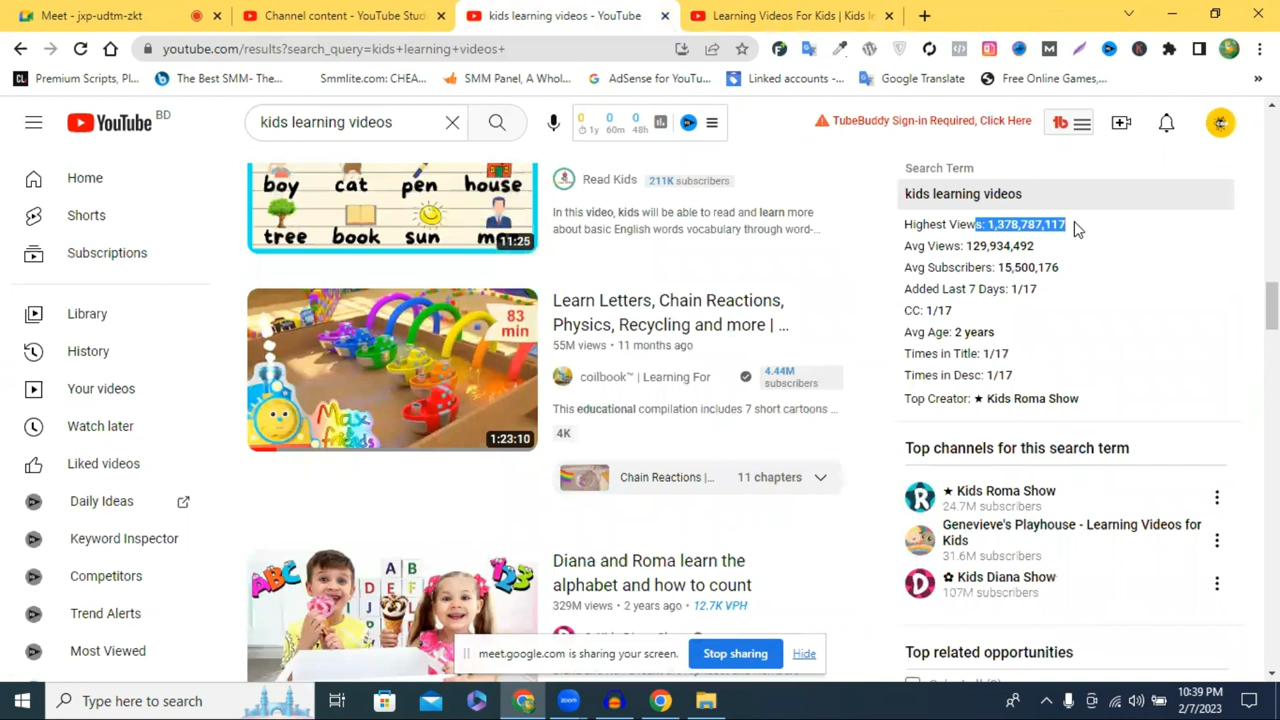 Meet - jxp-udtm-zkt
Channel content - YouTube Stud
kids learning videos - YouTube
Learning Videos For Kids | Kids le
youtube.com/results?search_query=kids+learning+videos+
Premium Scripts, Pl...
The Best SMM- The...
Smmlite.com: CHEA...
SMM Panel, A Whol...
AdSense for YouTu...
Linked accounts -...
Google Translate
Free Online Games,...
YouTube BD
kids learning videos
0 0 0
1y 60m 48h
TubeBuddy Sign-in Required, Click Here
tb
Home
Shorts
Subscriptions
Library
History
Your videos
Watch later
Liked videos
Daily Ideas
Keyword Inspector
Competitors
Trend Alerts
Most Viewed
boy cat pen house
tree book sun
11:25
Read Kids 211K subscribers
In this video, kids will be able to read and learn more
about basic English words vocabulary through word-...
83
min
Max
friends
1:23:10
Learn Letters, Chain Reactions,
Physics, Recycling and more | ...
55M views • 11 months ago
coilbook™ | Learning For
4.44M
subscribers
This educational compilation includes 7 short cartoons ...
4K
Chain Reactions |...
11 chapters
ABC
A B
F
123
Diana and Roma learn the
alphabet and how to count
329M views • 2 years ago • 12.7K VPH
Search Term
kids learning videos
Highest Views: 1,378,787,117
Avg Views: 129,934,492
Avg Subscribers: 15,500,176
Added Last 7 Days: 1/17
CC: 1/17
Avg Age: 2 years
Times in Title: 1/17
Times in Desc: 1/17
Top Creator: ★ Kids Roma Show
Top channels for this search term
★ Kids Roma Show
24.7M subscribers
Genevieve's Playhouse - Learning Videos for
Kids
31.6M subscribers
✿ Kids Diana Show
107M subscribers
Top related opportunities
meet.google.com is sharing your screen.
Stop sharing
Hide
Type here to search
10:39 PM
2/7/2023